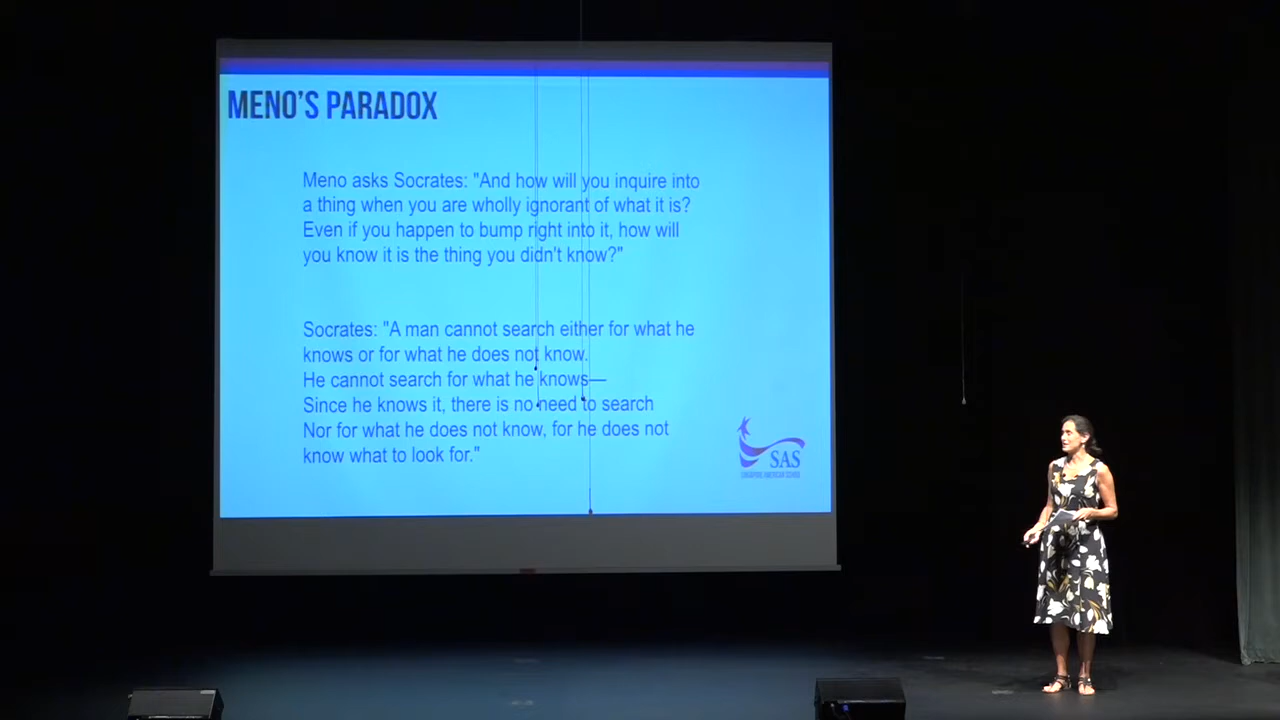 MENO'S PARADOX
Meno asks Socrates: "And how will you inquire into
a thing when you are wholly ignorant of what it is?
Even if you happen to bump right into it, how will
you know it is the thing you didn't know?"
Socrates: "A man cannot search either for what he
knows or for what he does not know.
He cannot search for what he knows—
Since he knows it, there is no need to search
Nor for what he does not know, for he does not
know what to look for."
SAS
SINGAPORE AMERICAN SCHOOL